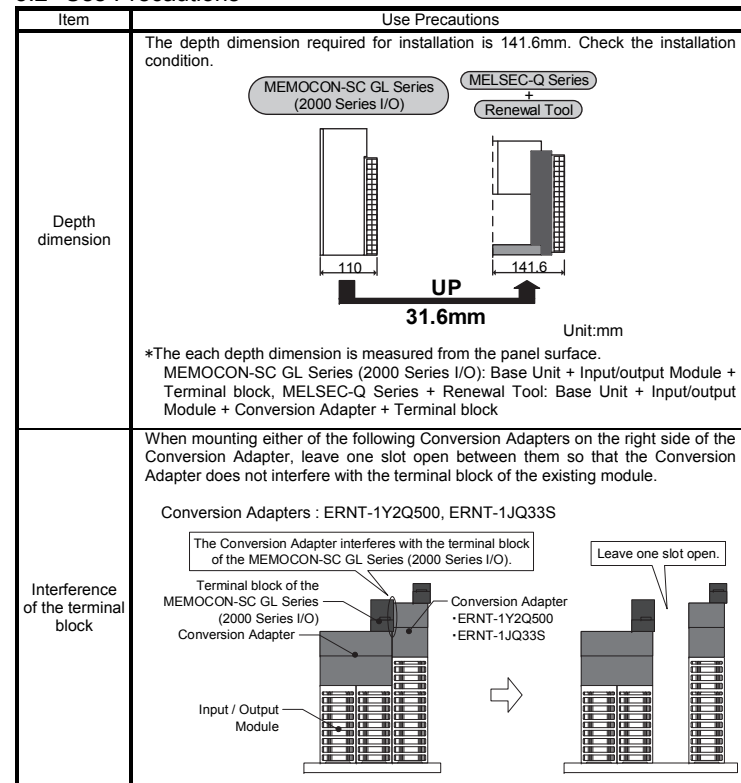 Item
Use Precautions
Depth
dimension
The depth dimension required for installation is 141.6mm. Check the installation
condition.
MEMOCON-SC GL Series
(2000 Series I/O)
MELSEC-Q Series
+
Renewal Tool
110
141.6
UP
31.6mm
Unit:mm
*The each depth dimension is measured from the panel surface.
MEMOCON-SC GL Series (2000 Series I/O): Base Unit + Input/output Module +
Terminal block, MELSEC-Q Series + Renewal Tool: Base Unit + Input/output
Module + Conversion Adapter + Terminal block
Interference
of the terminal
block
When mounting either of the following Conversion Adapters on the right side of the
Conversion Adapter, leave one slot open between them so that the Conversion
Adapter does not interfere with the terminal block of the existing module.
Conversion Adapters : ERNT-1Y2Q500, ERNT-1JQ33S
The Conversion Adapter interferes with the terminal block
of the MEMOCON-SC GL Series (2000 Series I/O).
Terminal block of the
MEMOCON-SC GL Series
(2000 Series I/O)
Conversion Adapter
Input / Output
Module
Conversion Adapter
・ERNT-1Y2Q500
・ERNT-1JQ33S
Leave one slot open.